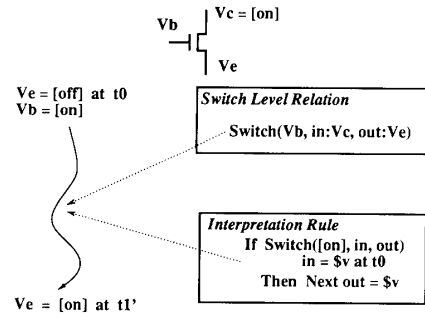 Vc = [on]
Vb
Ve
Ve = [off] at t0
Vb = [on]
Switch Level Relation
Switch(Vb, in:Vc, out:Ve)
Interpretation Rule
If Switch([on], in, out)
in = $v at t0
Then Next out = $v
Ve = [on] at t1'